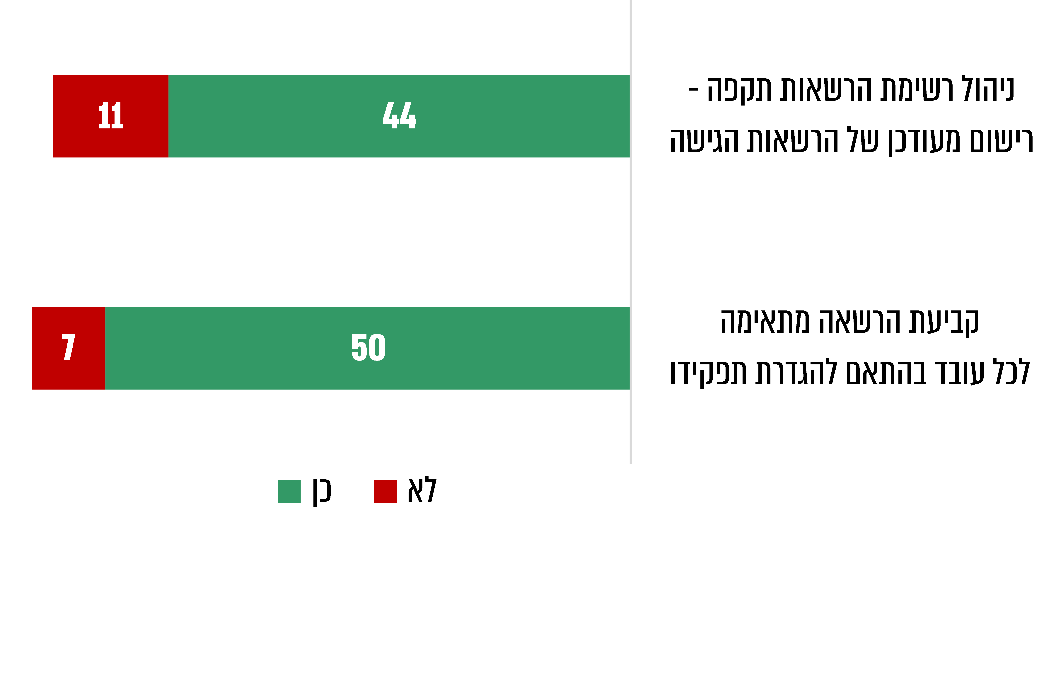 ניהול רשימת הרשאות תקפה -
רישום מעודכן של הרשאות הגישה
44
11
קביעת הרשאה מתאימה
לכל עובד בהתאם להגדרת תפקידו
50
7
לא
כן